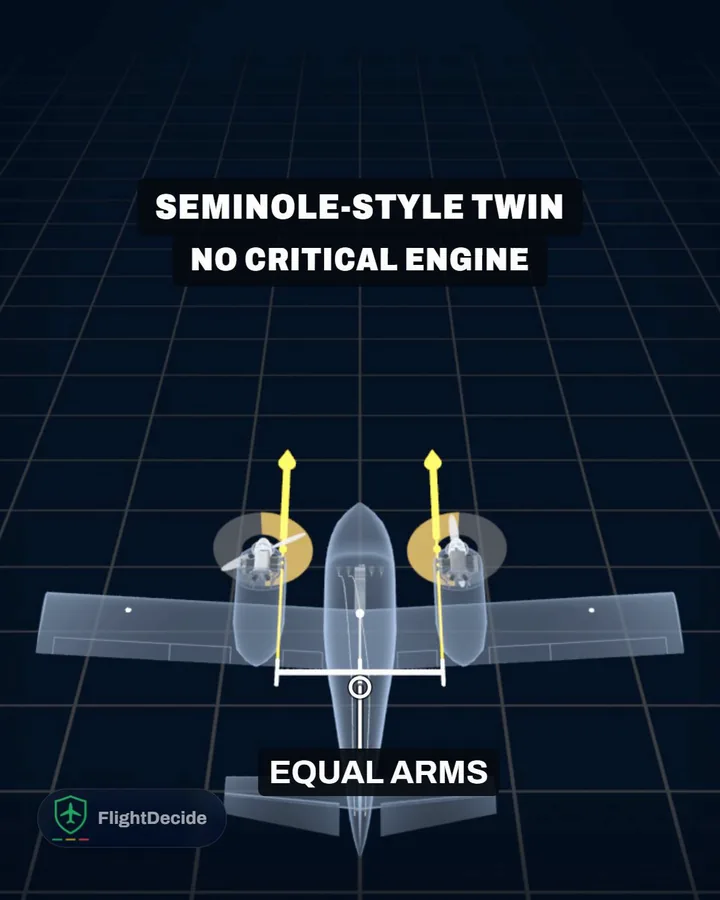 SEMINOLE-STYLE TWIN
NO CRITICAL ENGINE
EQUAL ARMS
FlightDecide